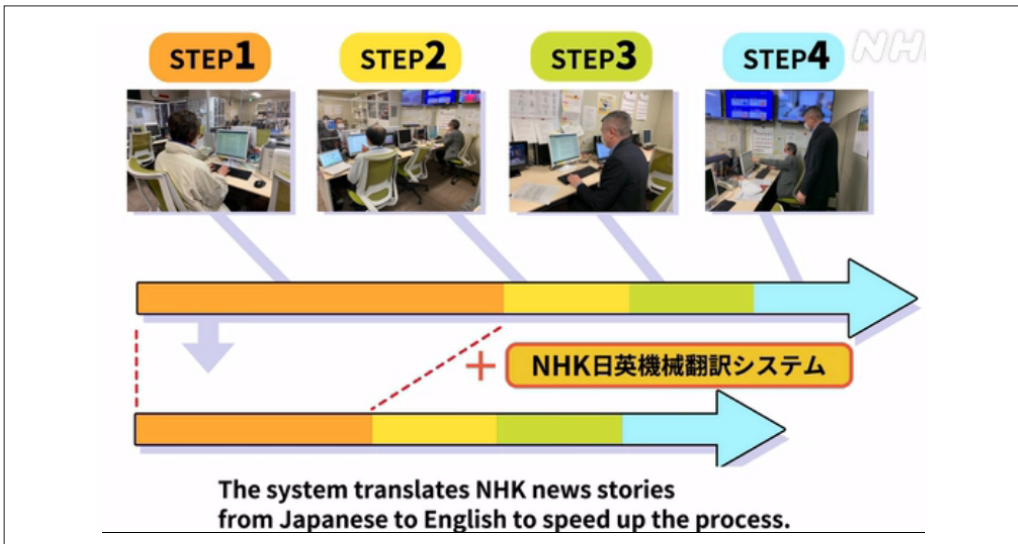 STEP1
STEP2
STEP3
STEP4
NHK
NHK日英機械翻訳システム
The system translates NHK news stories
from Japanese to English to speed up the process.